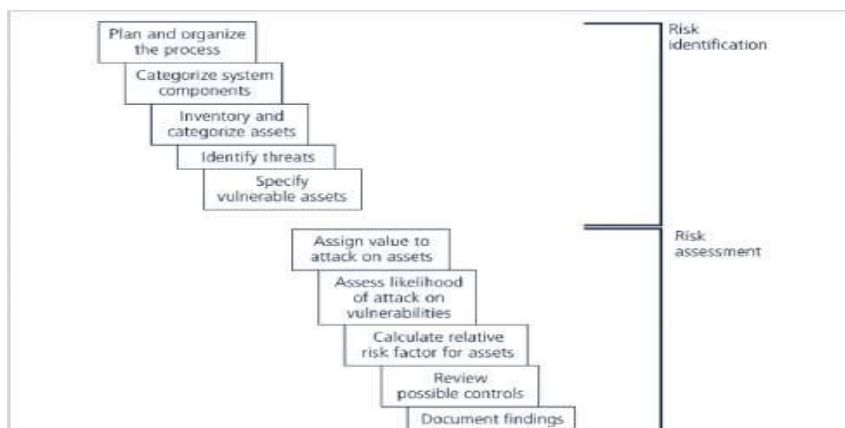 Plan and organize
the process
Risk
identification
Categorize system
components
Inventory and
categorize assets
Identify threats
Specify
vulnerable assets
Assign value to
attack on assets
Risk
assessment
Assess likelihood
of attack on
vulnerabilities
Calculate relative
risk factor for assets
Review
possible controls
Document findings